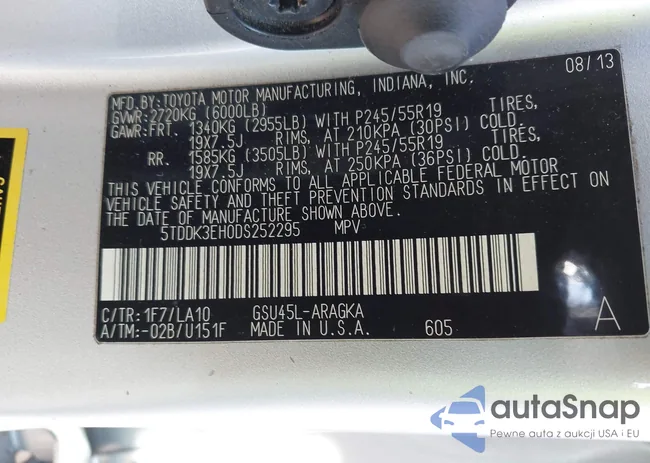 MFD.BY:TOYOTA MOTOR MANUFACTURING, INDIANA, INC. 08/13
GVWR:2720KG (6000LB)
GAWR:FRT. 1340KG (2955LB) WITH P245/55R19 TIRES,
19X7.5J RIMS, AT 210KPA (30PSI) COLD.
RR. 1585KG (3505LB) WITH P245/55R19 TIRES,
19X7.5J RIMS, AT 250KPA (36PSI) COLD.
THIS VEHICLE CONFORMS TO ALL APPLICABLE FEDERAL MOTOR
VEHICLE SAFETY AND THEFT PREVENTION STANDARDS IN EFFECT ON
THE DATE OF MANUFACTURE SHOWN ABOVE.
5TDDK3EH0DS252295 MPV
C/TR:1F7/LA10 GSU45L-ARAGKA
A/TM:-02B/U151F MADE IN U.S.A. 605 A
autaSnap
Pewne auta z aukcji USA i EU